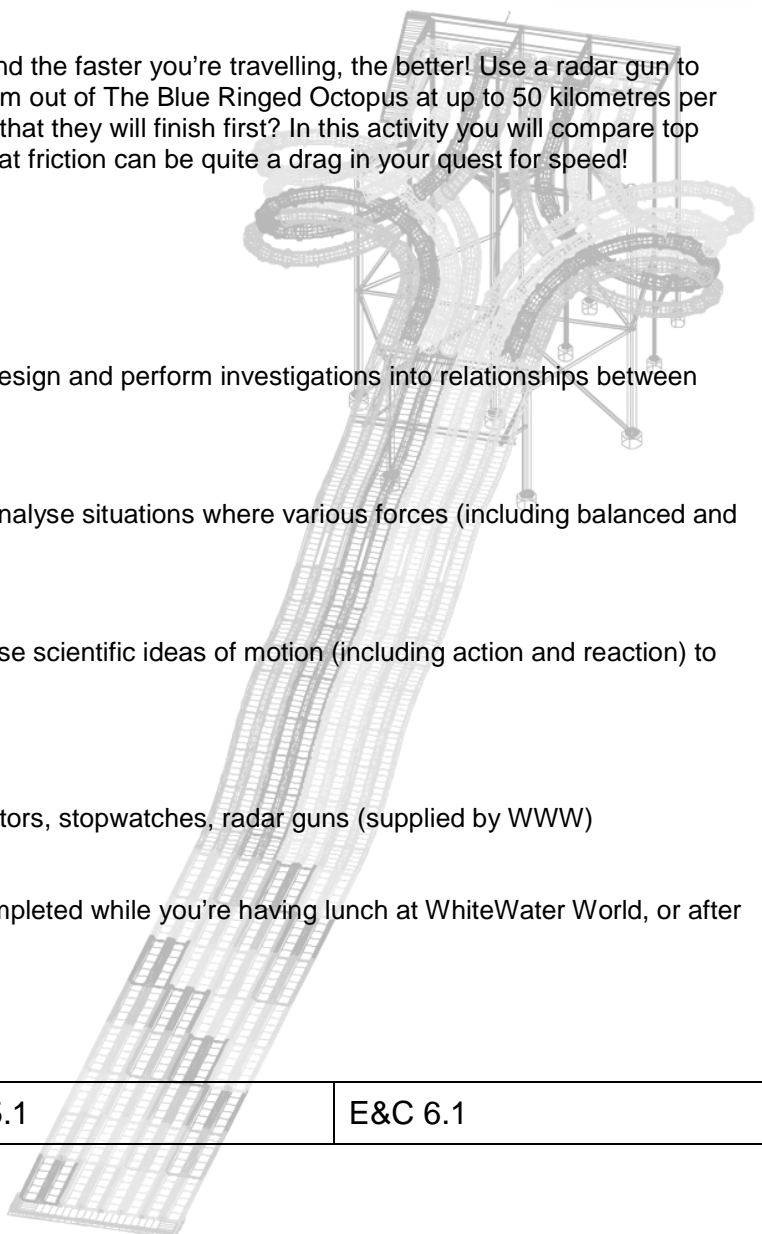 nd the faster you’re travelling, the better! Use a radar gun to
m out of The Blue Ringed Octopus at up to 50 kilometres per
that they will finish first? In this activity you will compare top
at friction can be quite a drag in your quest for speed!
esign and perform investigations into relationships between
nalyse situations where various forces (including balanced and
se scientific ideas of motion (including action and reaction) to
tors, stopwatches, radar guns (supplied by WWW)
mpleted while you’re having lunch at WhiteWater World, or after
5.1 E&C 6.1